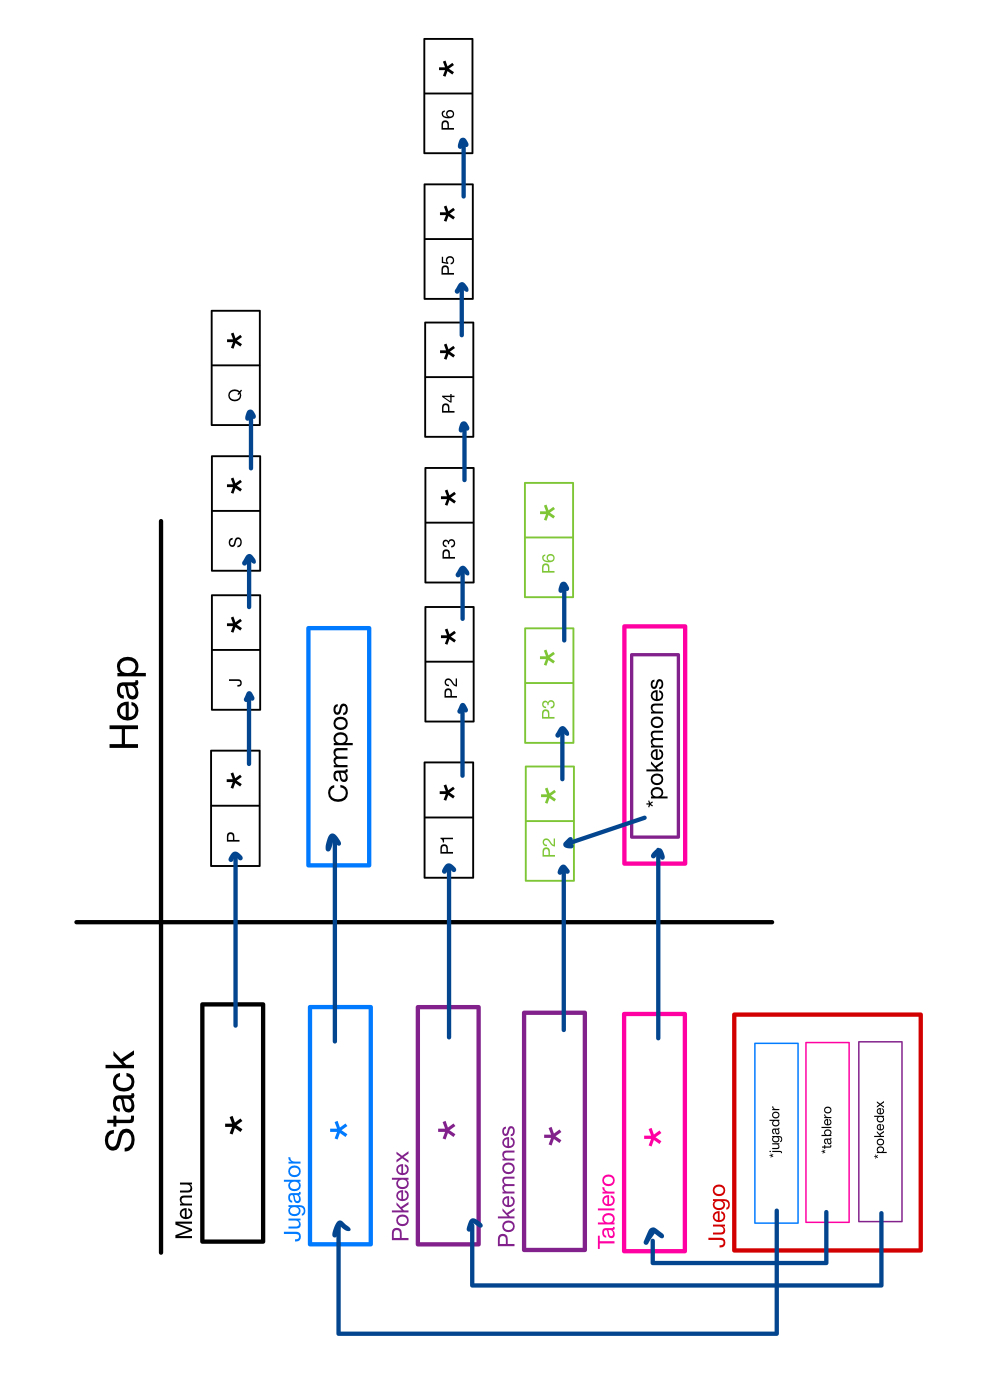 Stack
Heap
Menu
*
P *
J *
S *
Q *
Jugador
*
Campos
Pokedex
*
P1 *
P2 *
P3 *
P4 *
P5 *
P6 *
Pokemones
*
P2 *
P3 *
P6 *
Tablero
*
*pokemones
Juego
*jugador
*tablero
*pokedex